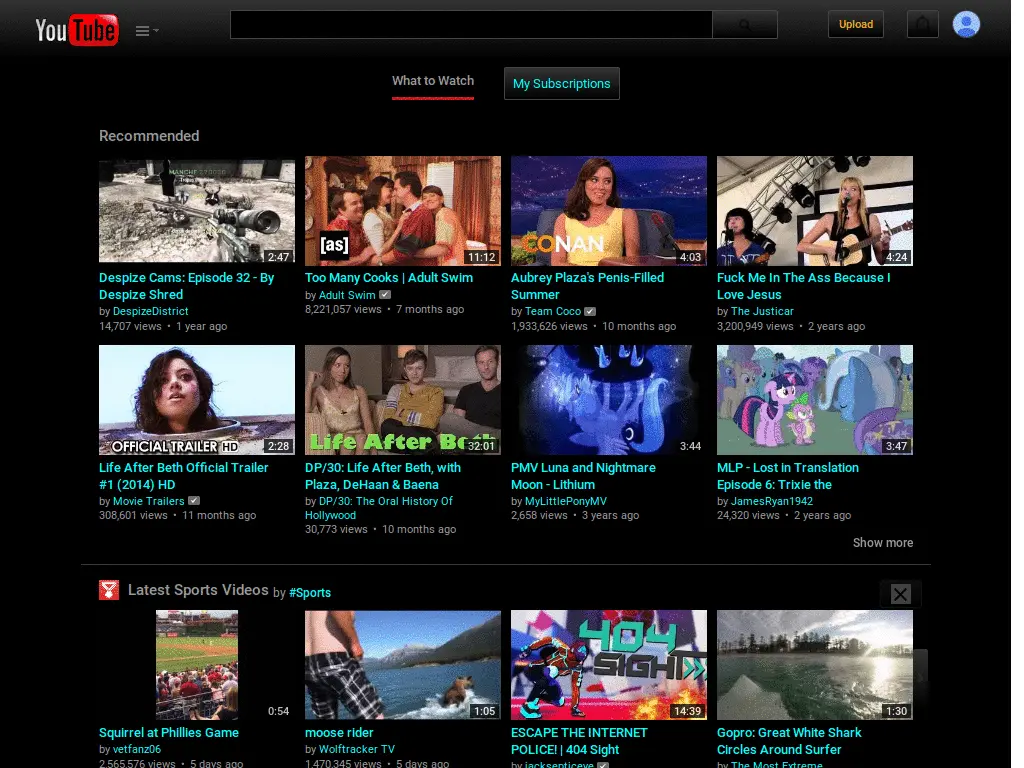 YouTube
Upload
What to Watch
My Subscriptions
Recommended
2:47
[as]
11:12
CONAN
4:03
4:24
Despize Cams: Episode 32 - By
Despize Shred
by DespizeDistrict
14,707 views • 1 year ago
Too Many Cooks | Adult Swim
by Adult Swim
8,221,057 views • 7 months ago
Aubrey Plaza's Penis-Filled
Summer
by Team Coco
1,933,626 views • 10 months ago
Fuck Me In The Ass Because I
Love Jesus
by The Justicar
3,200,949 views • 2 years ago
OFFICIAL TRAILER HD
2:28
Life After Beth
32:01
3:44
3:47
Life After Beth Official Trailer
#1 (2014) HD
by Movie Trailers
308,601 views • 11 months ago
DP/30: Life After Beth, with
Plaza, DeHaan & Baena
by DP/30: The Oral History Of
Hollywood
30,773 views • 10 months ago
PMV Luna and Nightmare
Moon - Lithium
by MyLittlePonyMV
2,658 views • 3 years ago
MLP - Lost in Translation
Episode 6: Trixie the
by JamesRyan1942
24,320 views • 2 years ago
Show more
Latest Sports Videos by #Sports
0:54
1:05
404
SIGHT
14:39
1:30
Squirrel at Phillies Game
by vetfanz06
2,565,576 views • 5 days ago
moose rider
by Wolftracker TV
1,470,345 views • 5 days ago
ESCAPE THE INTERNET
POLICE! | 404 Sight
by jacksepticeye
Gopro: Great White Shark
Circles Around Surfer
by The Most Extreme